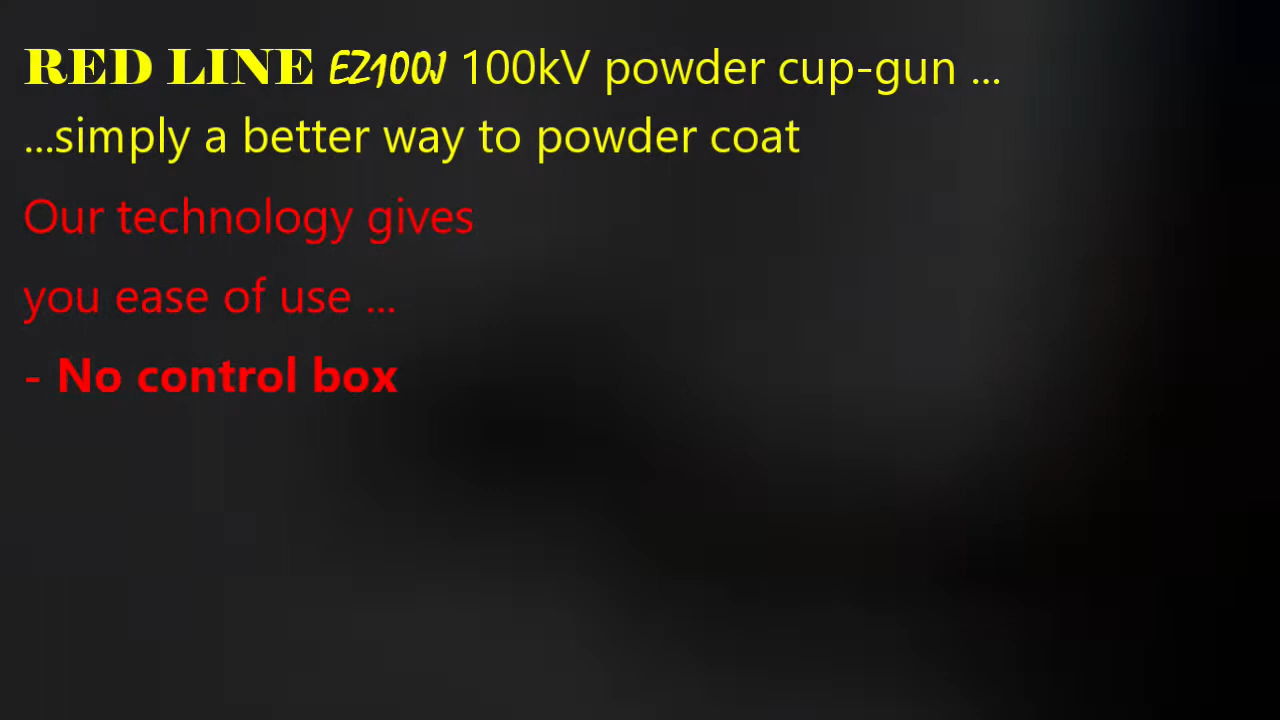 RED LINE EZ100J 100kV powder cup-gun ...
...simply a better way to powder coat
Our technology gives
you ease of use ...
- No control box